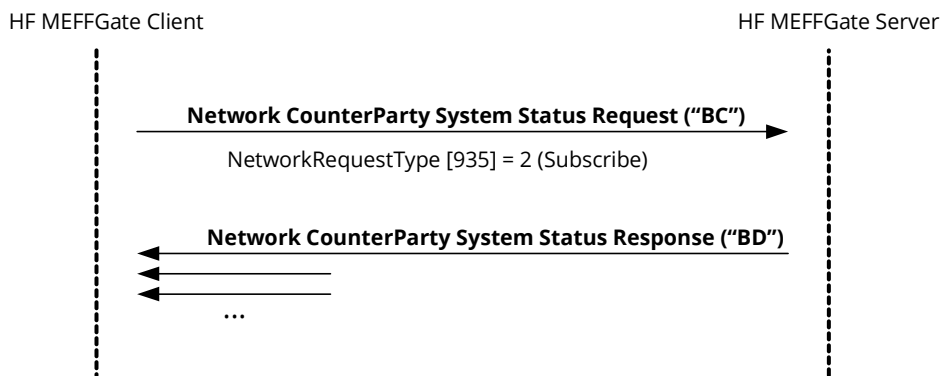 HF MEFFGate Client
HF MEFFGate Server
Network CounterParty System Status Request (“BC”)
NetworkRequestType [935] = 2 (Subscribe)
Network CounterParty System Status Response (“BD”)
...